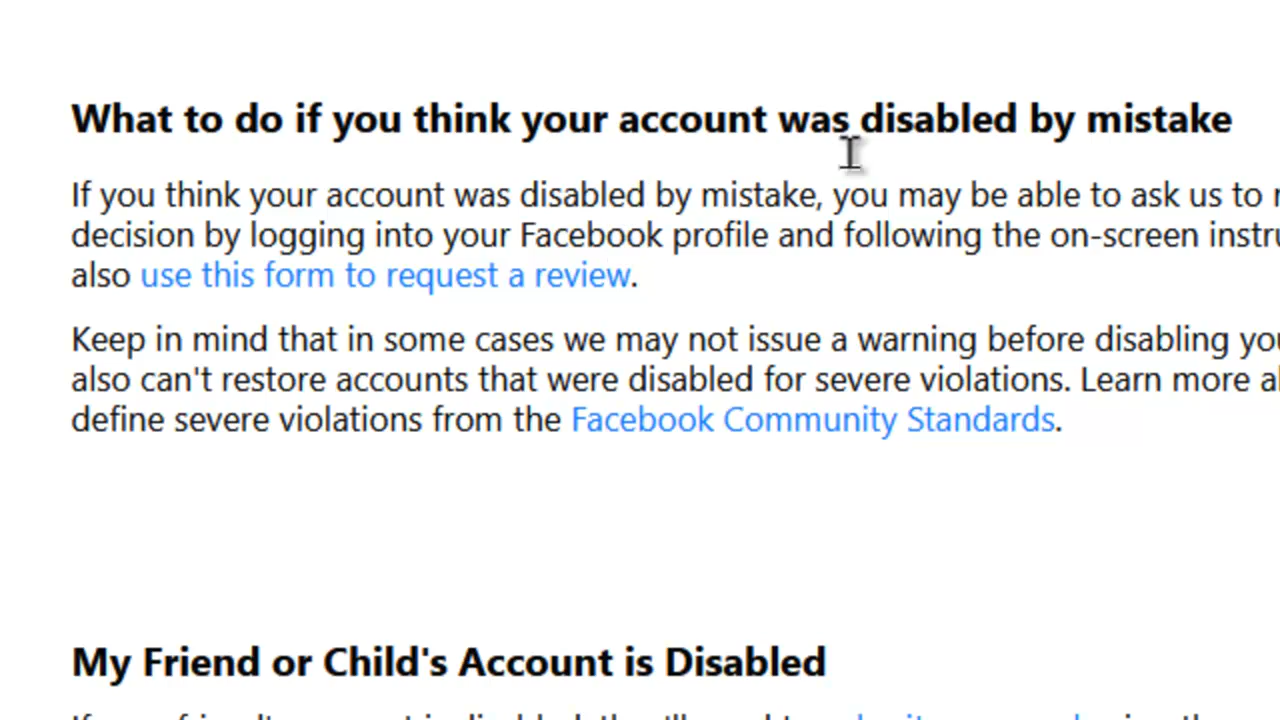 What to do if you think your account was disabled by mistake
If you think your account was disabled by mistake, you may be able to ask us to
decision by logging into your Facebook profile and following the on-screen
also use this form to request a review.
Keep in mind that in some cases we may not issue a warning before disabling
also can't restore accounts that were disabled for severe violations. Learn more
define severe violations from the Facebook Community Standards.
My Friend or Child's Account is Disabled